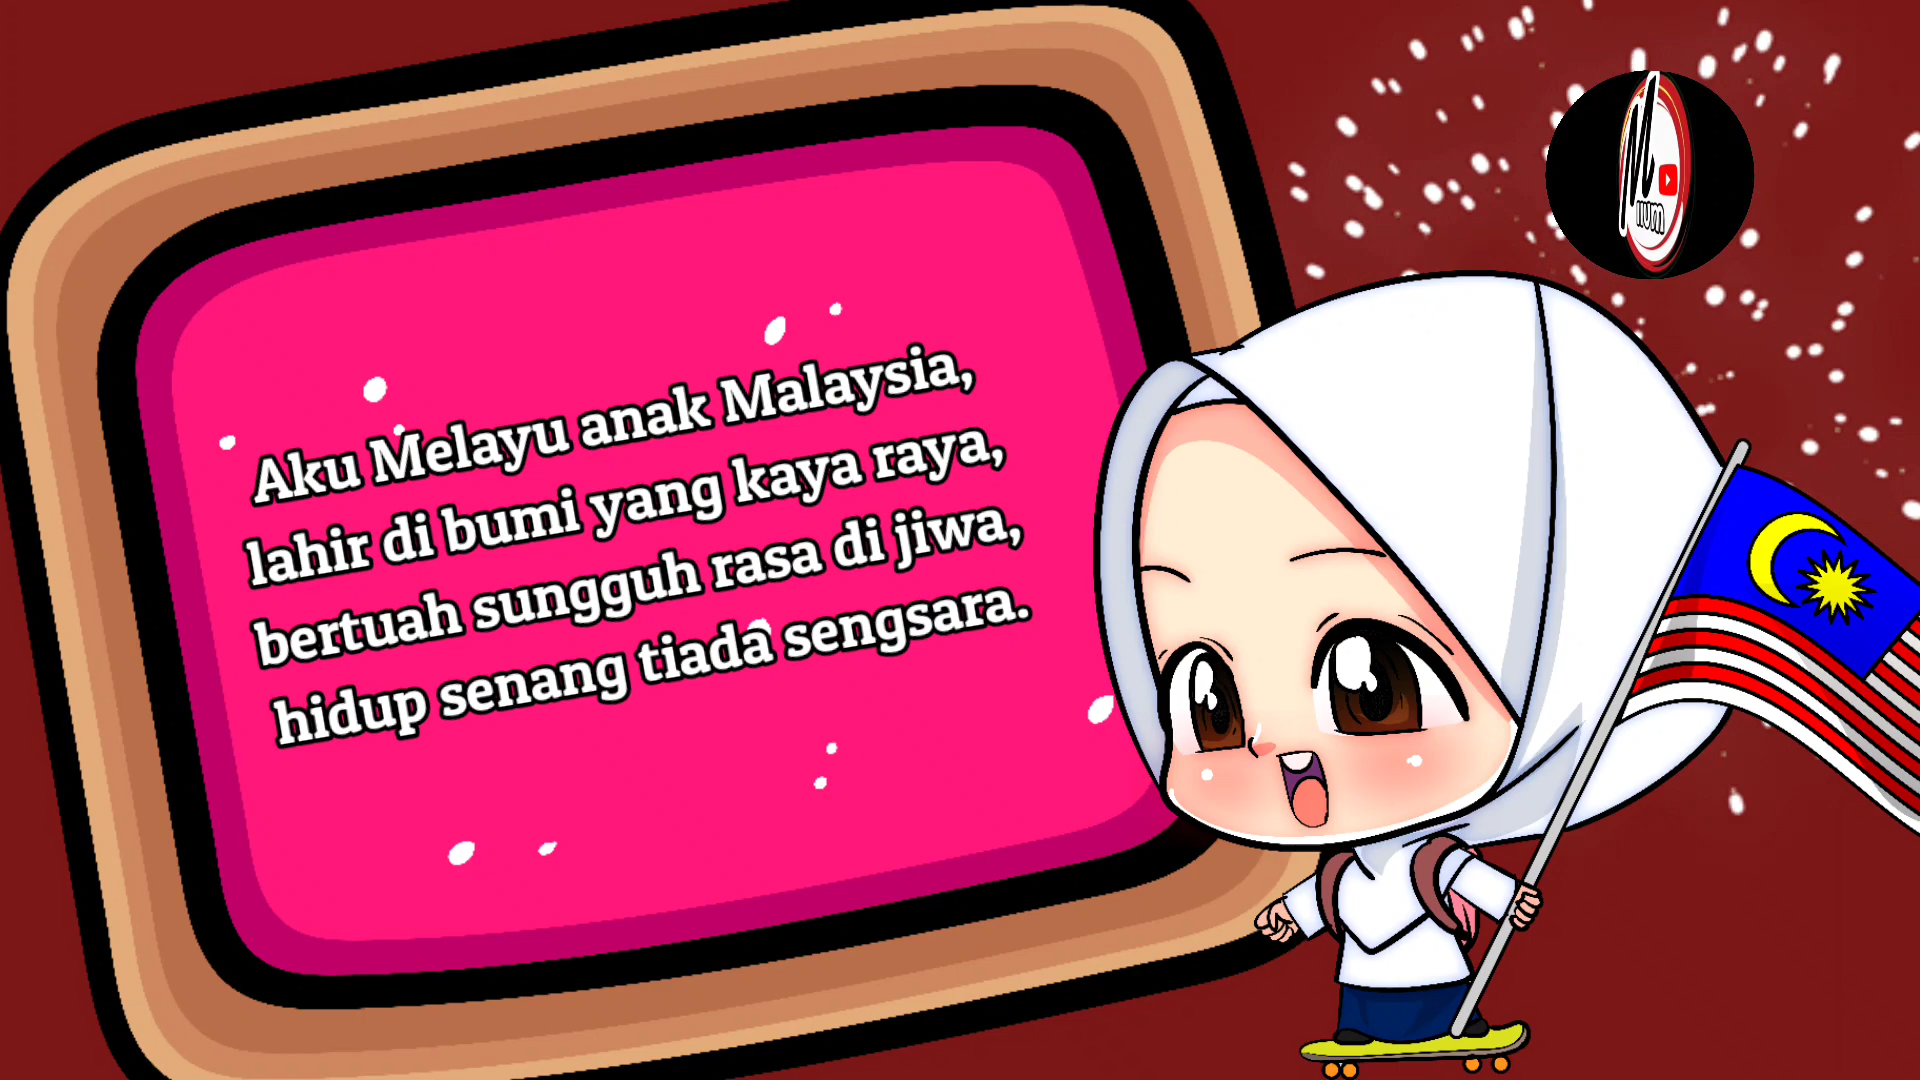 Aku Melayu anak Malaysia,
lahir di bumi yang kaya raya,
bertuah sungguh rasa di jiwa,
hidup senang tiada sengsara.